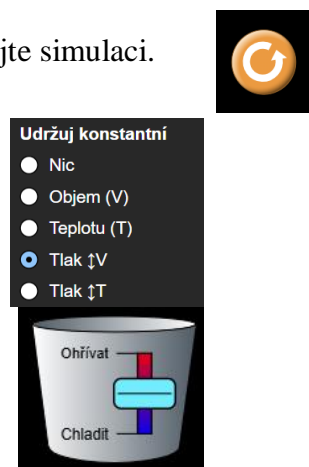 jte simulaci.
Udržuj konstantní
Nic
Objem (V)
Teplotu (T)
Tlak ↕V
Tlak ↕T
Ohřívat
Chladit